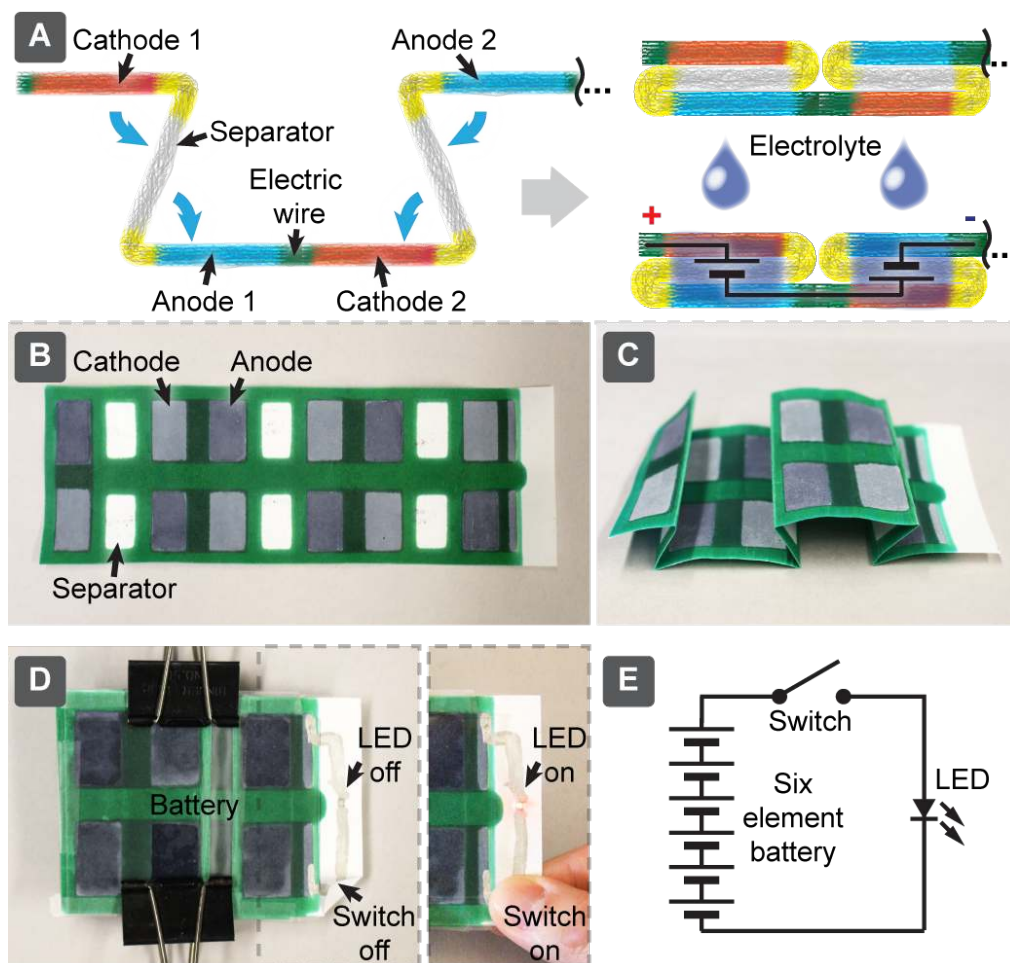 A
Cathode 1
Anode 2
Separator
Electric
wire
Anode 1
Cathode 2
...
...
Electrolyte
+
-
...
B
Cathode
Anode
Separator
C
D
LED
off
Battery
Switch
off
LED
on
Switch
on
E
Switch
Six
element
battery
LED